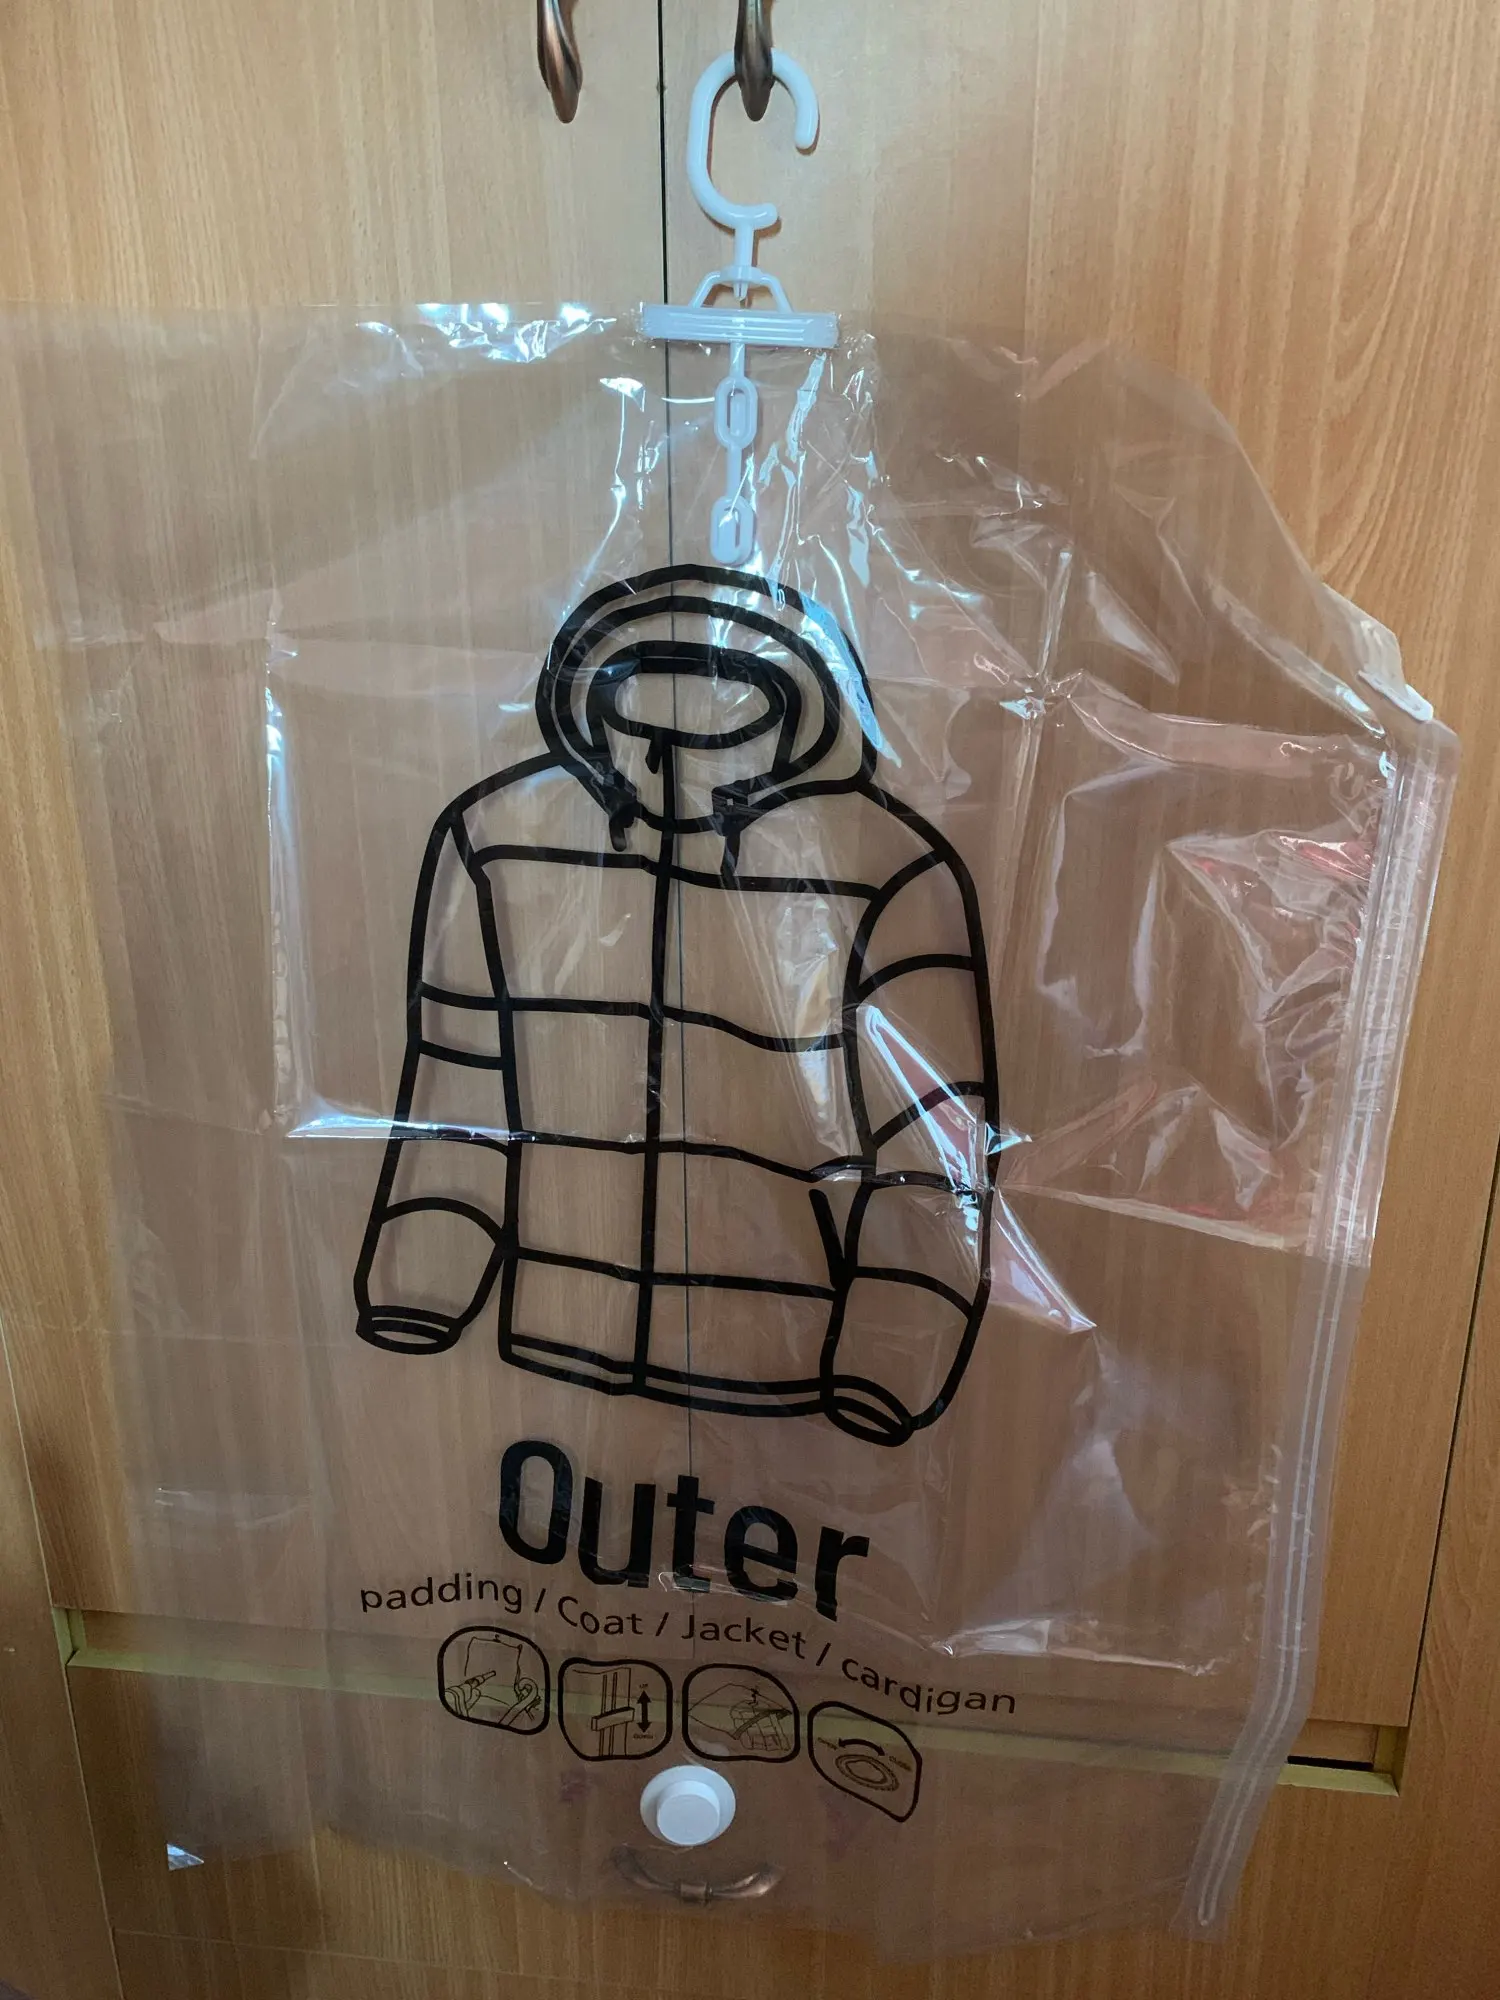 Outer
padding / Coat / Jacket / cardigan